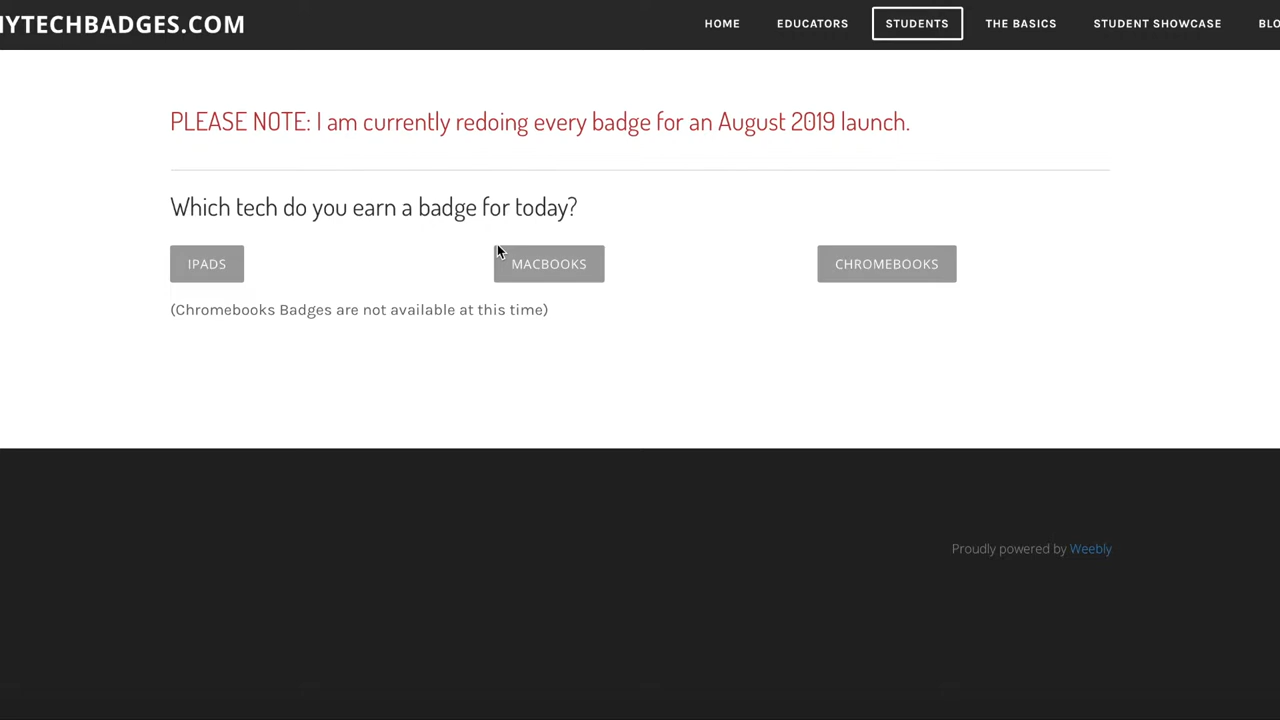 YTECHBADGES.COM
HOME EDUCATORS STUDENTS THE BASICS STUDENT SHOWCASE BLO
PLEASE NOTE: I am currently redoing every badge for an August 2019 launch.
Which tech do you earn a badge for today?
IPADS MACBOOKS CHROMEBOOKS
(Chromebooks Badges are not available at this time)
Proudly powered by Weebly